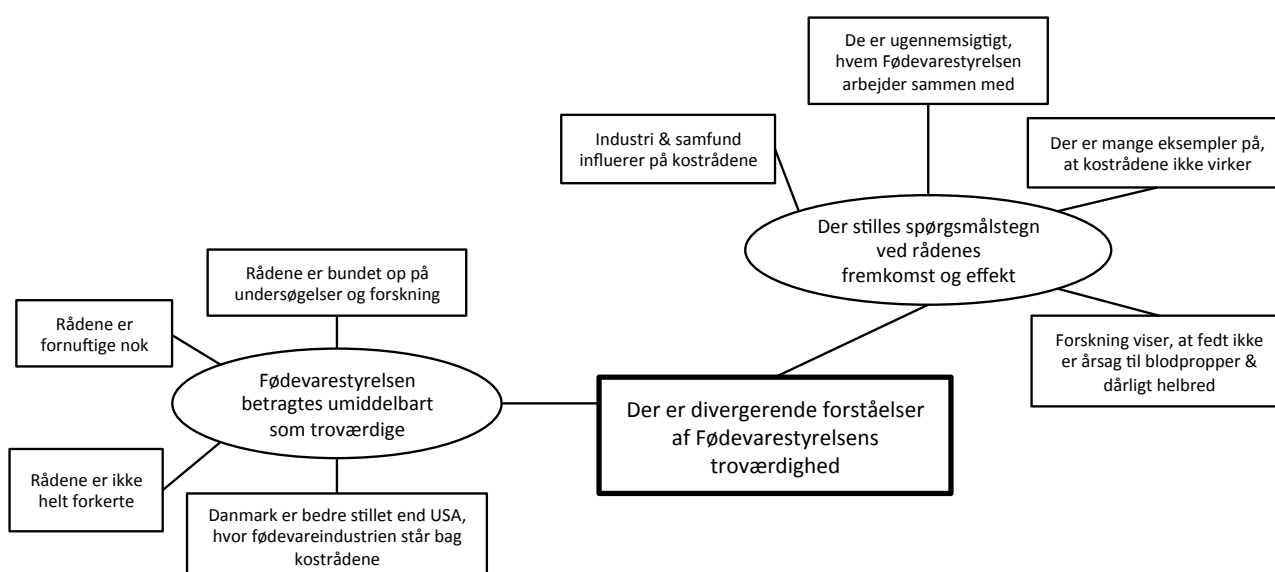 De er ugennemsigtigt,
hvem Fødevarestyrelsen
arbejder sammen med
Industri & samfund
influerer på kostrådene
Der er mange eksempler på,
at kostrådene ikke virker
Der stilles spørgsmålstegn
ved rådenes
fremkomst og effekt
Rådene er bundet op på
undersøgelser og forskning
Rådene er
fornuftige nok
Forskning viser, at fedt ikke
er årsag til blodpropper &
dårligt helbred
Fødevarestyrelsen
betragtes umiddelbart
som troværdige
Der er divergerende forståelser
af Fødevarestyrelsens
troværdighed
Rådene er ikke
helt forkerte
Danmark er bedre stillet end USA,
hvor fødevareindustrien står bag
kostrådene